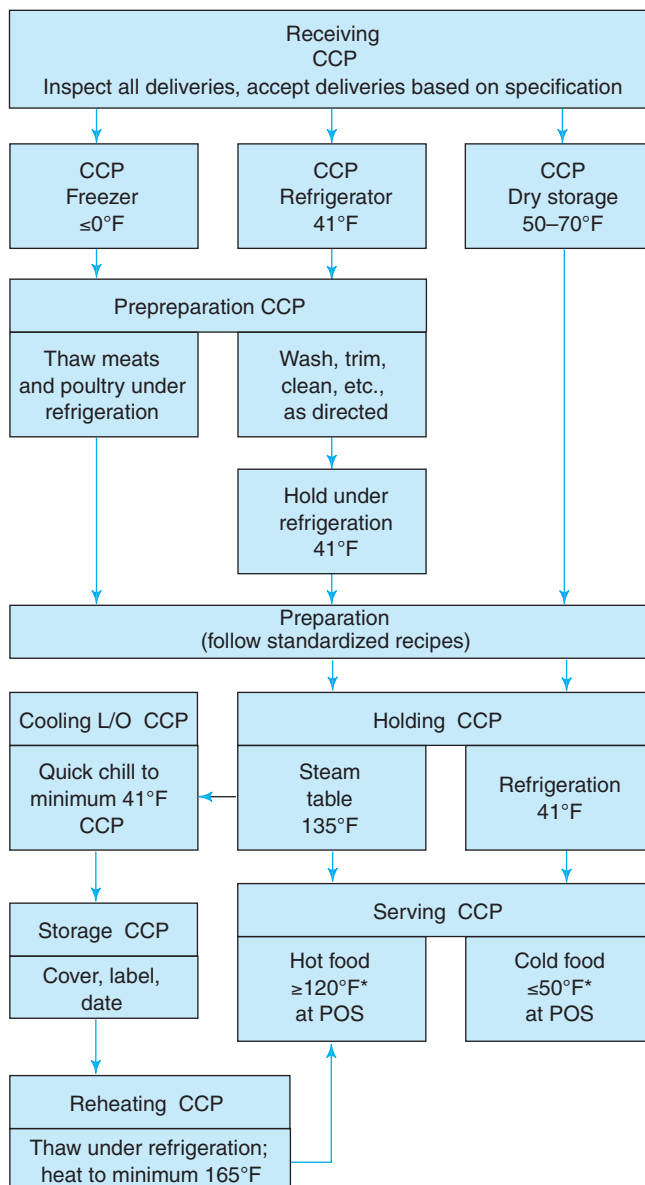 Receiving
CCP
Inspect all deliveries, accept deliveries based on specification
CCP
Freezer
≤0°F
CCP
Refrigerator
41°F
CCP
Dry storage
50–70°F
Prepreparation CCP
Thaw meats
and poultry under
refrigeration
Wash, trim,
clean, etc.,
as directed
Hold under
refrigeration
41°F
Preparation
(follow standardized recipes)
Cooling L/O CCP
Quick chill to
minimum 41°F
CCP
Holding CCP
Steam
table
135°F
Refrigeration
41°F
Storage CCP
Cover, label,
date
Serving CCP
Hot food
≥120°F*
at POS
Cold food
≤50°F*
at POS
Reheating CCP
Thaw under refrigeration;
heat to minimum 165°F